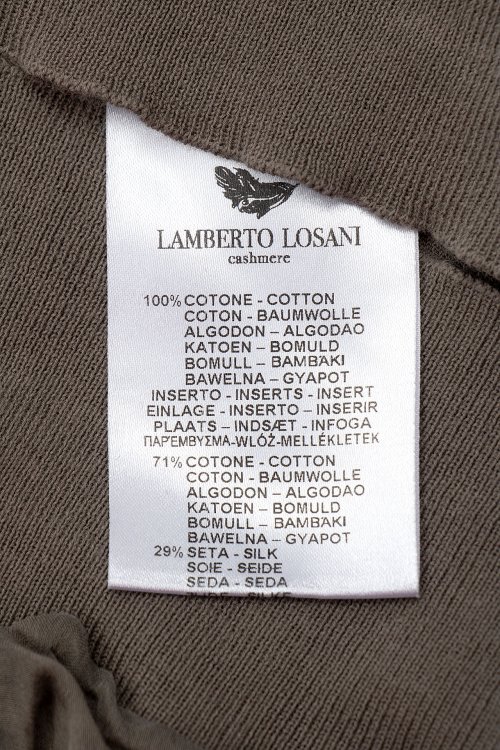 LAMBERTO LOSANI
cashmere
100% COTONE - COTTON
COTON - BAUMWOLLE
ALGODON – ALGODAO
KATOEN – BOMULD
BOMULL – BAMBAKI
BAWELNA – GYAPOT
INSERTO - INSERTS - INSERT
EINLAGE - INSERTO – INSERIR
PLAATS – INDSÆT - INFOGA
ΠAPΈMBYΣMA-WLÓŹ-MELLÉKLETEK
71% COTONE - COTTON
COTON - BAUMWOLLE
ALGODON – ALGODAO
KATOEN – BOMULD
BOMULL – BAMBAKI
BAWELNA – GYAPOT
29% SETA - SILK
SOIE - SEIDE
SEDA - SEDA